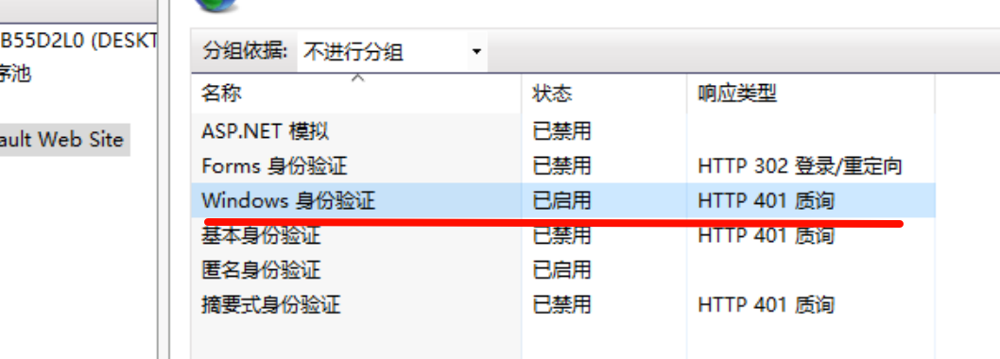 B55D2L0 (DESKT
序池
ault Web Site
分组依据: 不进行分组
名称 状态 响应类型
ASP.NET 模拟 已禁用
Forms 身份验证 已禁用 HTTP 302 登录/重定向
Windows 身份验证 已启用 HTTP 401 质询
基本身份验证 已禁用 HTTP 401 质询
匿名身份验证 已启用
摘要式身份验证 已禁用 HTTP 401 质询